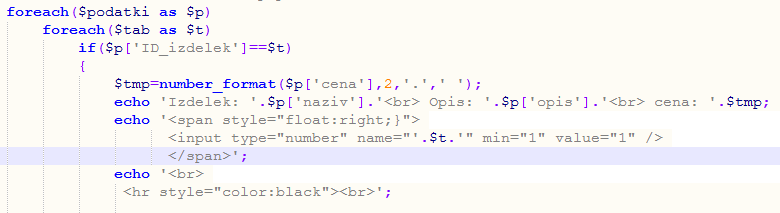 foreach($podatki as $p)
foreach($tab as $t)
if($p['ID_izdelek']==$t)
{
$tmp=number_format($p['cena'],2,'.',' ');
echo 'Izdelek: '.$p['naziv'].'<br> Opis: '.$p['opis'].'<br> cena: '.$tmp;
echo '<span style="float:right;}">
<input type="number" name="'.$t.'" min="1" value="1" />
</span>';
echo '<br>
<hr style="color:black"><br>';